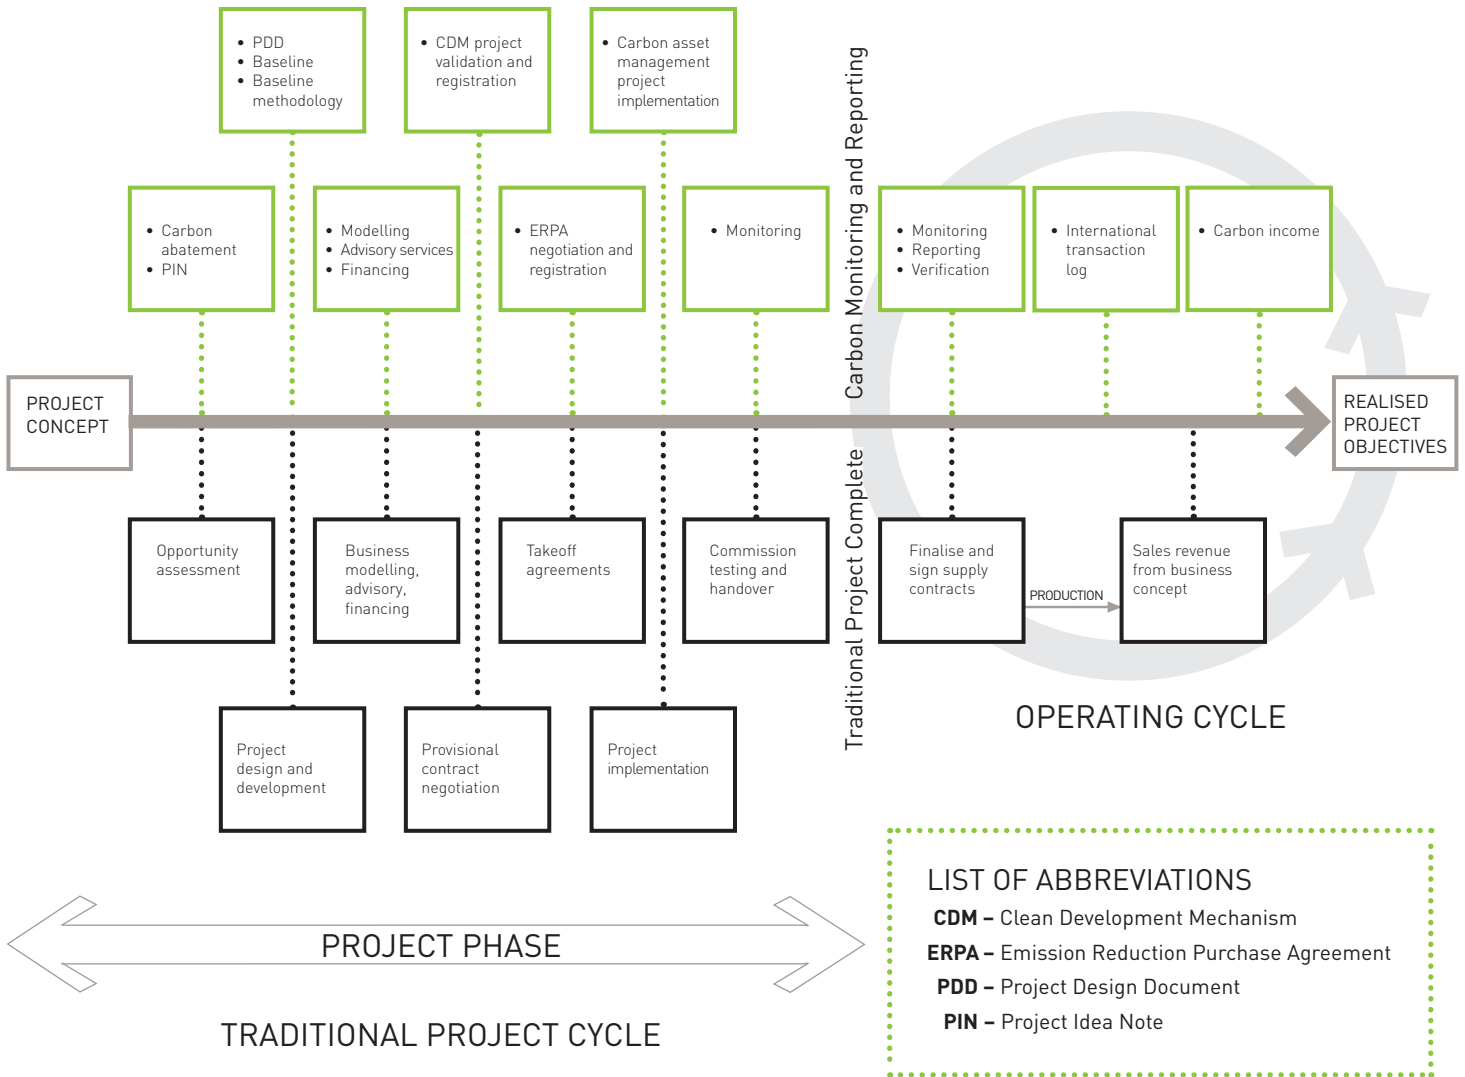 • PDD
• Baseline
• Baseline
methodology
• CDM project
validation and
registration
• Carbon asset
management
project
implementation
• Carbon
abatement
• PIN
• Modelling
• Advisory services
• Financing
• ERPA
negotiation and
registration
• Monitoring
Carbon Monitoring and Reporting
• Monitoring
• Reporting
• Verification
• International
transaction
log
• Carbon income
PROJECT
CONCEPT
REALISED
PROJECT
OBJECTIVES
Opportunity
assessment
Business
modelling,
advisory,
financing
Takeoff
agreements
Commission
testing and
handover
Traditional Project Complete
Finalise and
sign supply
contracts
PRODUCTION
Sales revenue
from business
concept
Project
design and
development
Provisional
contract
negotiation
Project
implementation
OPERATING CYCLE
PROJECT PHASE
TRADITIONAL PROJECT CYCLE
LIST OF ABBREVIATIONS
CDM – Clean Development Mechanism
ERPA – Emission Reduction Purchase Agreement
PDD – Project Design Document
PIN – Project Idea Note